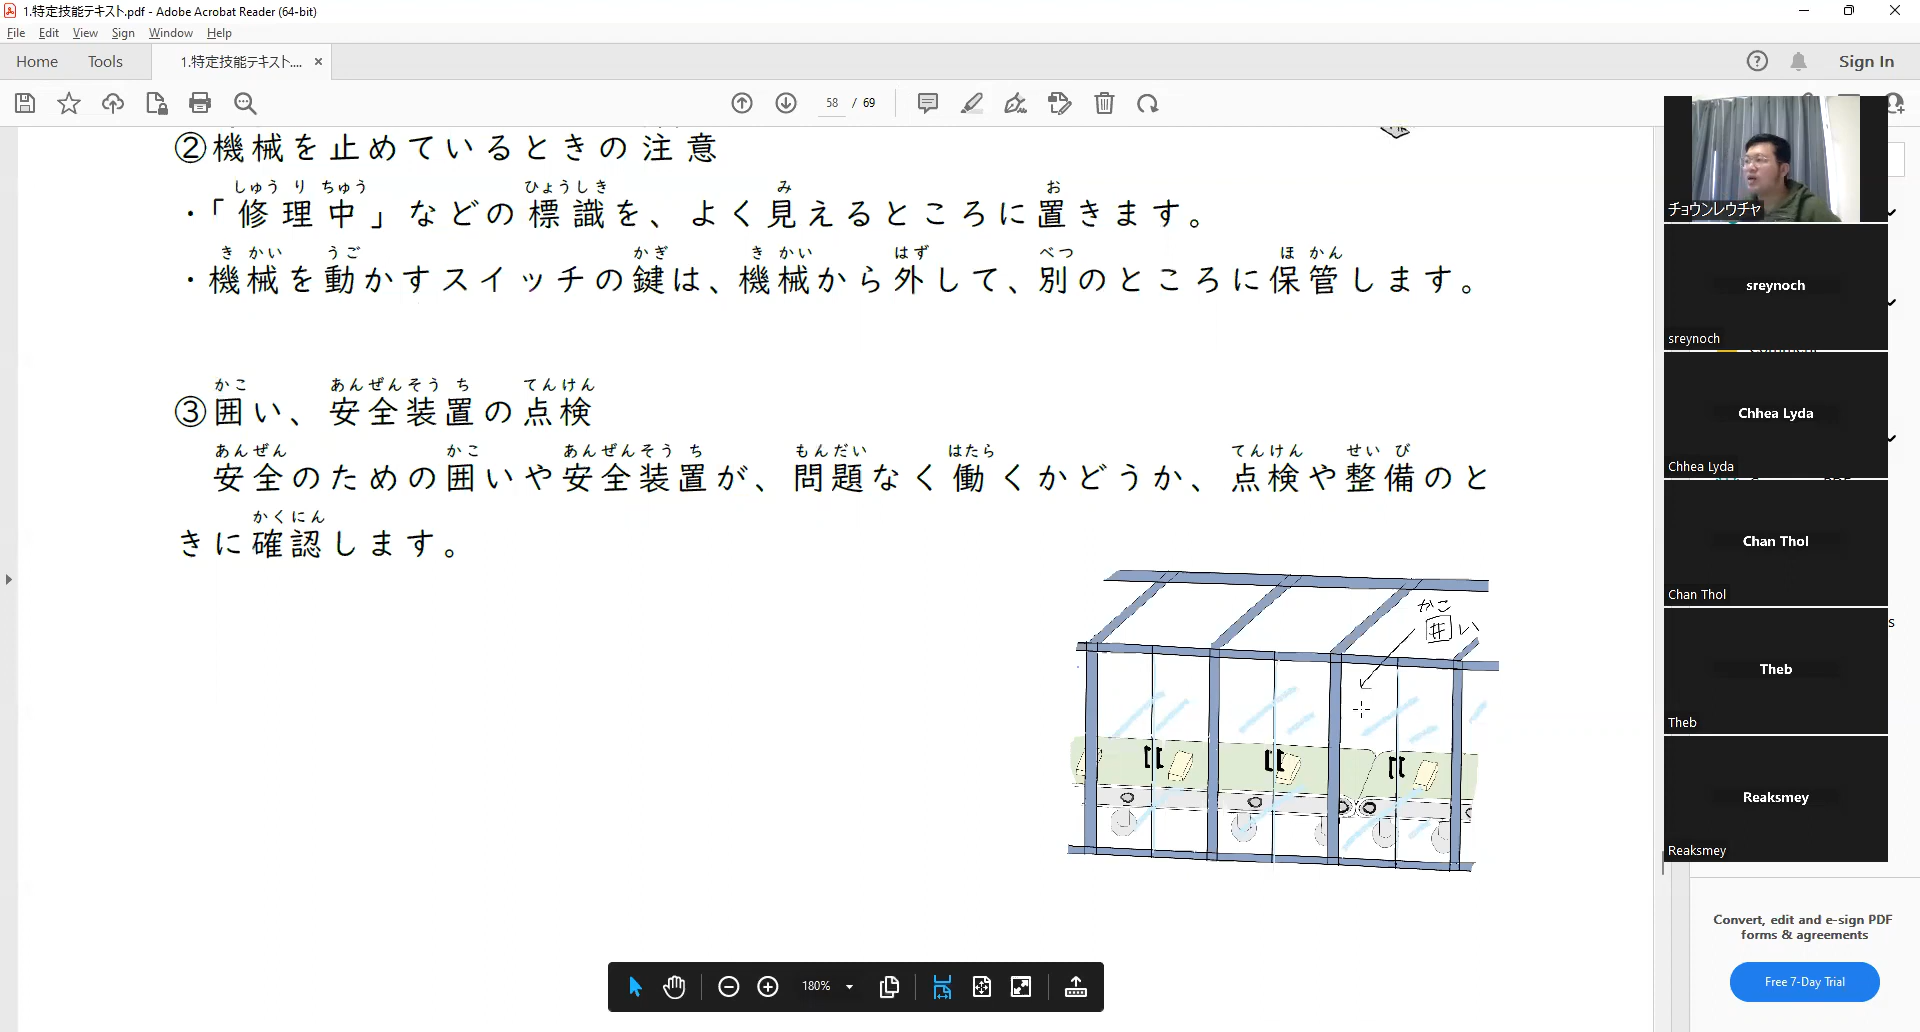 1.特定技能テキスト.pdf - Adobe Acrobat Reader (64-bit)
File Edit View Sign Window Help
Home Tools 1.特定技能テキスト.... × Sign In
58 / 69
②機械を止めているときの注意
しゅう り ちゅう ひょうしき み お
・「修理中」などの標識を、よく見えるところに置きます。
き かい うご かぎ き かい はず べつ ほ かん
・機械を動かすスイッチの鍵は、機械から外して、別のところに保管します。
かこ あんぜんそう ち てんけん
③囲い、安全装置の点検
あんぜん かこ あんぜんそう ち もんだい はたら てんけん せい び
安全のための囲いや安全装置が、問題なく働くかどうか、点検や整備のと
かくにん
きに確認します。
かこ
囲い
チョウンレウチャ
sreynoch
sreynoch
Chhea Lyda
Chhea Lyda
Chan Thol
Chan Thol
Theb
Theb
Reaksmey
Reaksmey
Convert, edit and e-sign PDF
forms & agreements
Free 7-Day Trial
180%